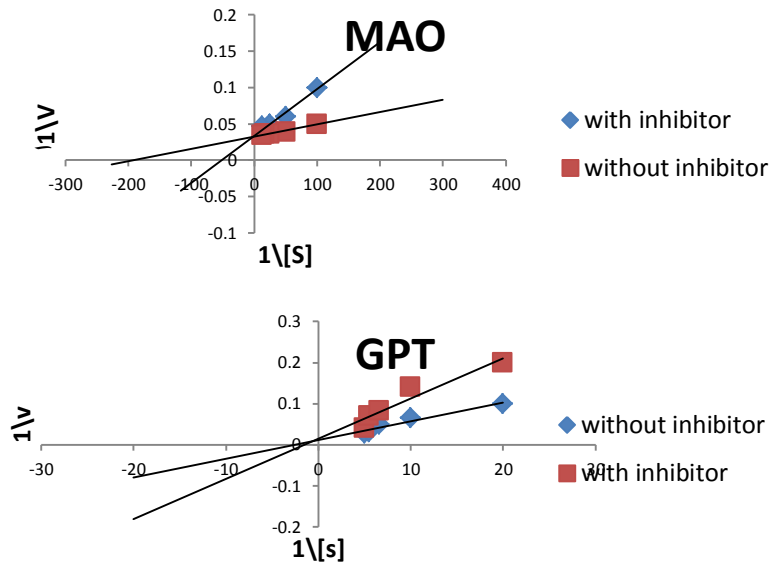 MAO
0.2
0.15
0.1
0.05
0
-0.05
-0.1
-300 -200 -100 0 100 200 300 400
1\V
1\[S]
with inhibitor
without inhibitor
GPT
0.3
0.2
0.1
0
-0.1
-0.2
-30 -20 -10 0 10 20 30
1\v
1\[s]
without inhibitor
with inhibitor